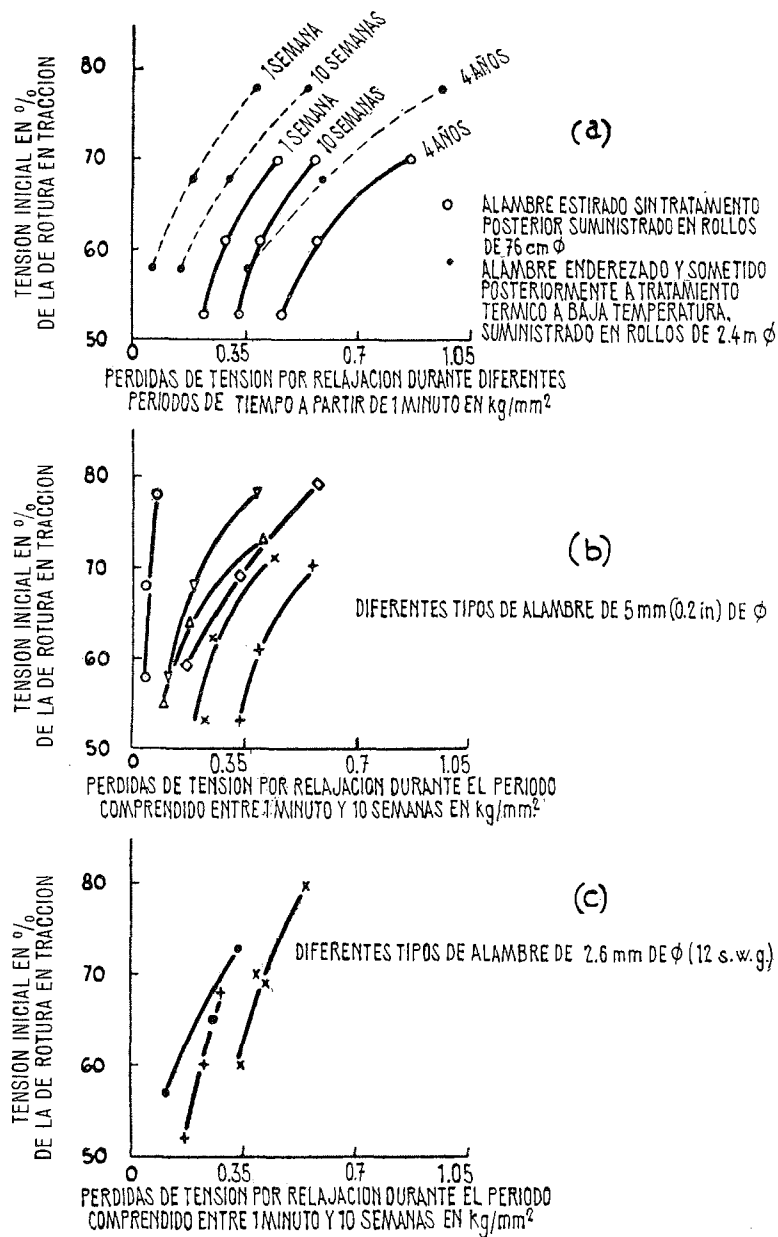 TENSION INICIAL EN %
DE LA DE ROTURA EN TRACCION
80
70
60
50
0
0.35
0.7
1.05
1 SEMANA
10 SEMANAS
1 SEMANA
10 SEMANAS
4 AÑOS
4 AÑOS
(a)
ALAMBRE ESTIRADO SIN TRATAMIENTO
POSTERIOR SUMINISTRADO EN ROLLOS
DE 76 cm Φ
ALAMBRE ENDEREZADO Y SOMETIDO
POSTERIORMENTE A TRATAMIENTO
TERMICO A BAJA TEMPERATURA.
SUMINISTRADO EN ROLLOS DE 2.4 m Φ
PERDIDAS DE TENSION POR RELAJACION DURANTE DIFERENTES
PERIODOS DE TIEMPO A PARTIR DE 1 MINUTO EN kg/mm²
TENSION INICIAL EN %
DE LA DE ROTURA EN TRACCION
80
70
60
50
0
0.35
0.7
1.05
(b)
DIFERENTES TIPOS DE ALAMBRE DE 5 mm (0.2 in) DE Φ
PERDIDAS DE TENSION POR RELAJACION DURANTE EL PERIODO
COMPRENDIDO ENTRE 1 MINUTO Y 10 SEMANAS EN kg/mm²
TENSION INICIAL EN %
DE LA DE ROTURA EN TRACCION
80
70
60
50
0
0.35
0.7
1.05
(c)
DIFERENTES TIPOS DE ALAMBRE DE 2.6 mm DE Φ (12 s.w.g.)
PERDIDAS DE TENSION POR RELAJACION DURANTE EL PERIODO
COMPRENDIDO ENTRE 1 MINUTO Y 10 SEMANAS EN kg/mm²